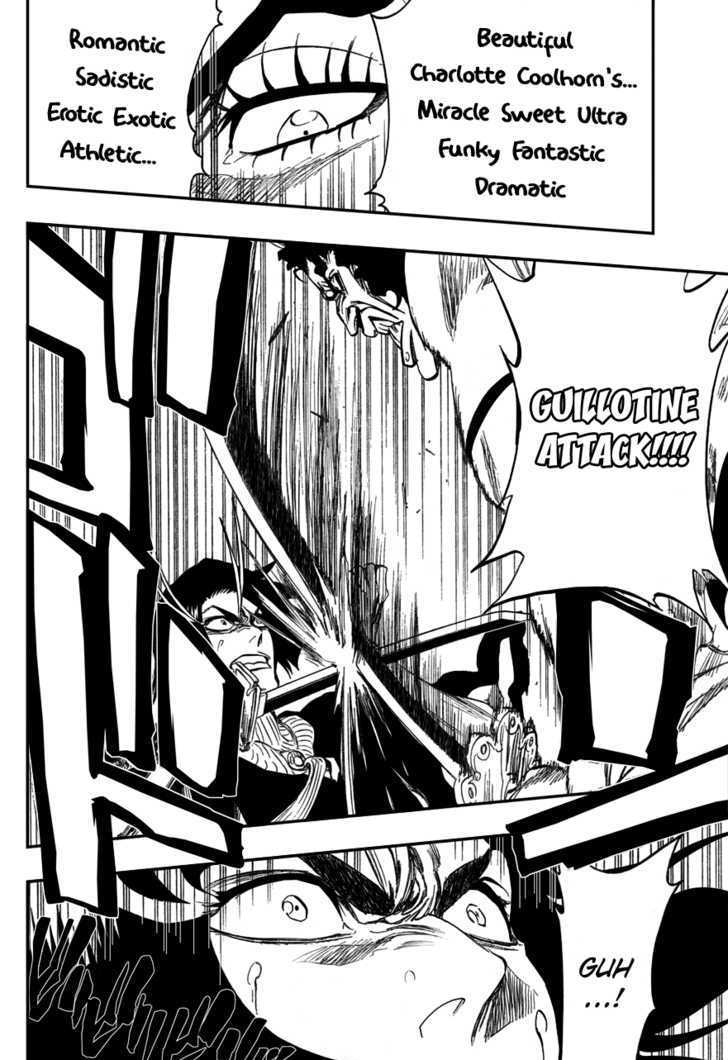 Beautiful
Charlotte Coolhorn's...
Miracle Sweet Ultra
Funky Fantastic
Dramatic
Romantic
Sadistic
Erotic Exotic
Athletic...
GUILLOTINE
ATTACK!!!!
GUH
...!